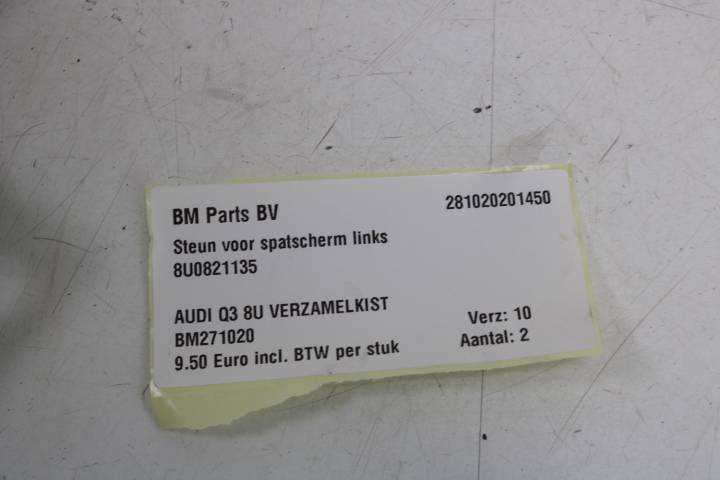 BM Parts BV 281020201450
Steun voor spatscherm links
8U0821135
AUDI Q3 8U VERZAMELKIST
BM271020 Verz: 10
9.50 Euro incl. BTW per stuk Aantal: 2